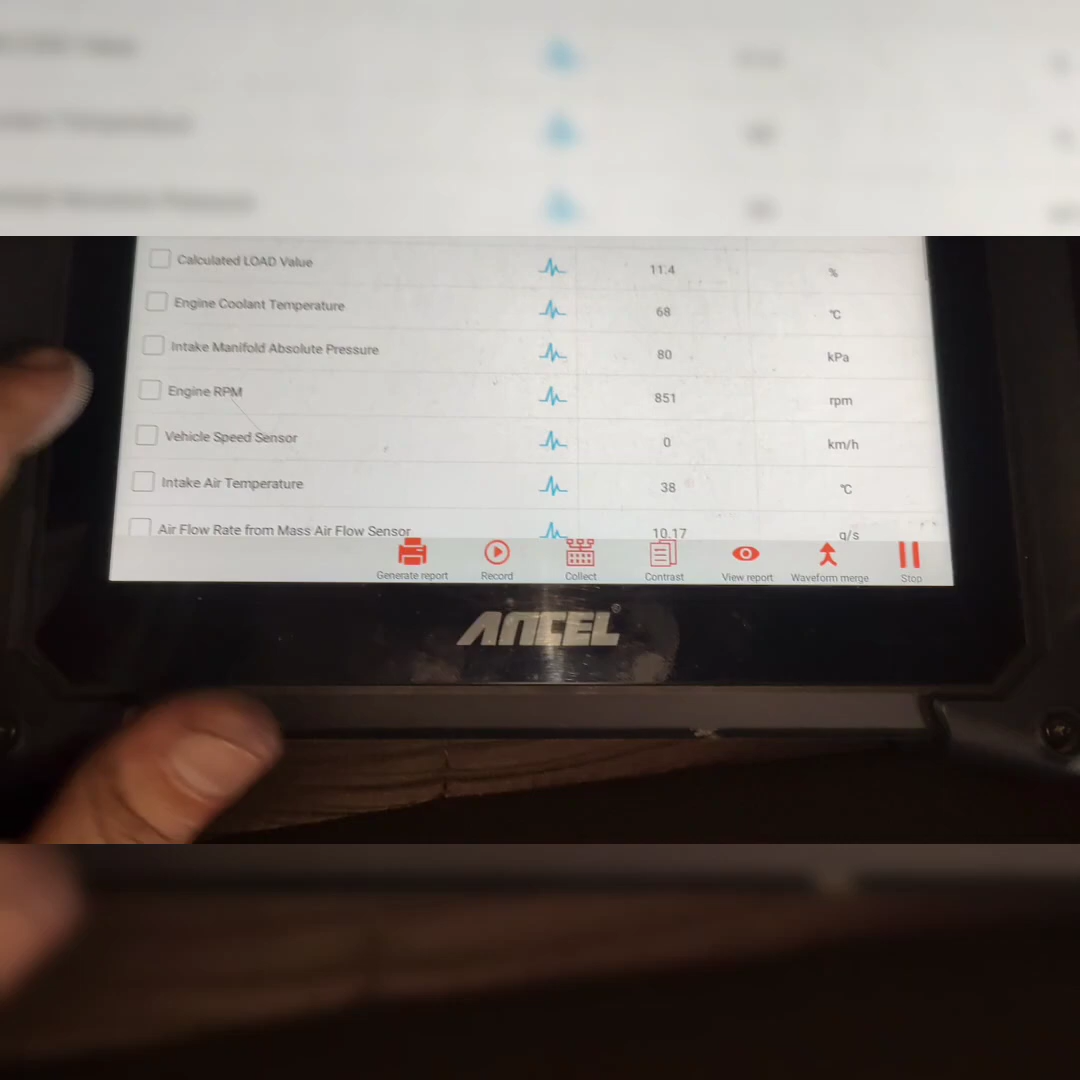 Calculated LOAD Value 11.4 %
Engine Coolant Temperature 68 °C
Intake Manifold Absolute Pressure 80 kPa
Engine RPM 851 rpm
Vehicle Speed Sensor 0 km/h
Intake Air Temperature 38 °C
Air Flow Rate from Mass Air Flow Sensor 10.17 g/s
Generate report Record Collect Contrast View report Waveform merge Stop
ANCEL®